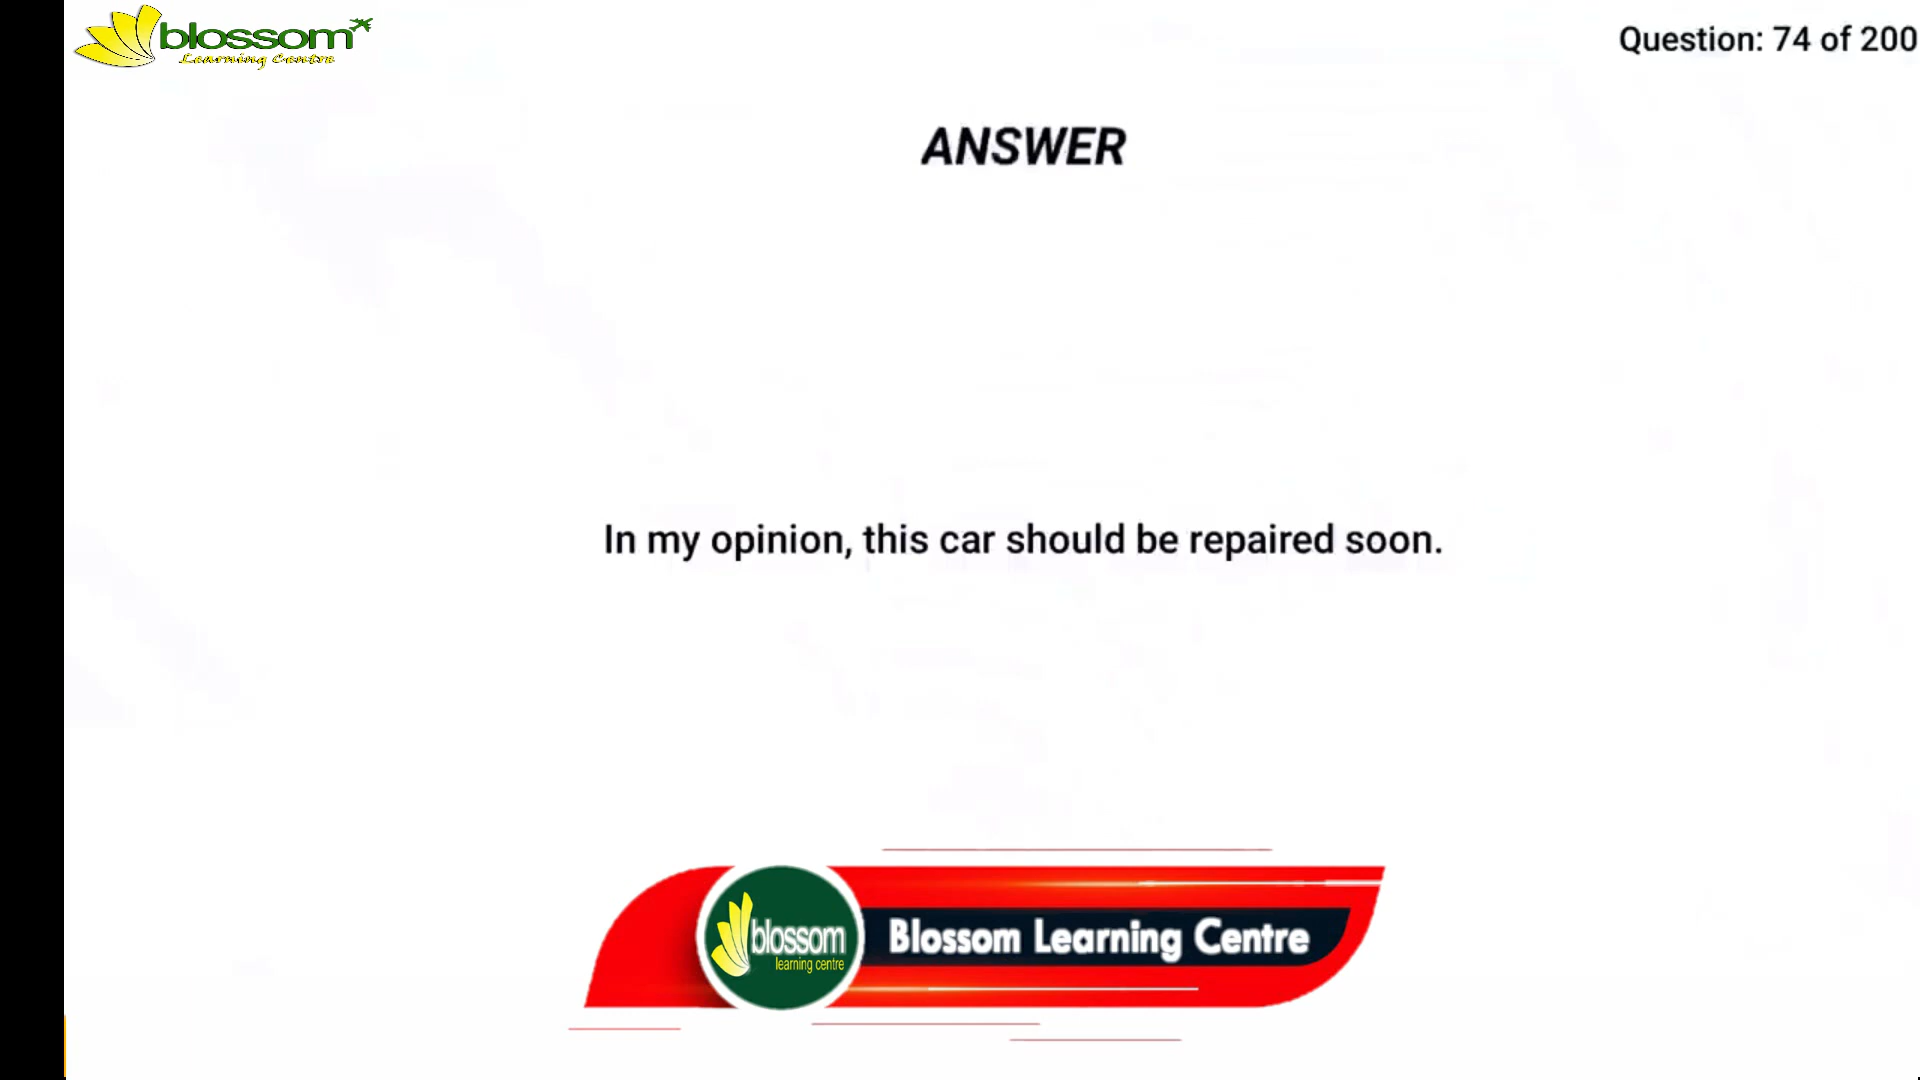 blossom
Learning Centre
Question: 74 of 200
ANSWER
In my opinion, this car should be repaired soon.
blossom
learning centre
Blossom Learning Centre